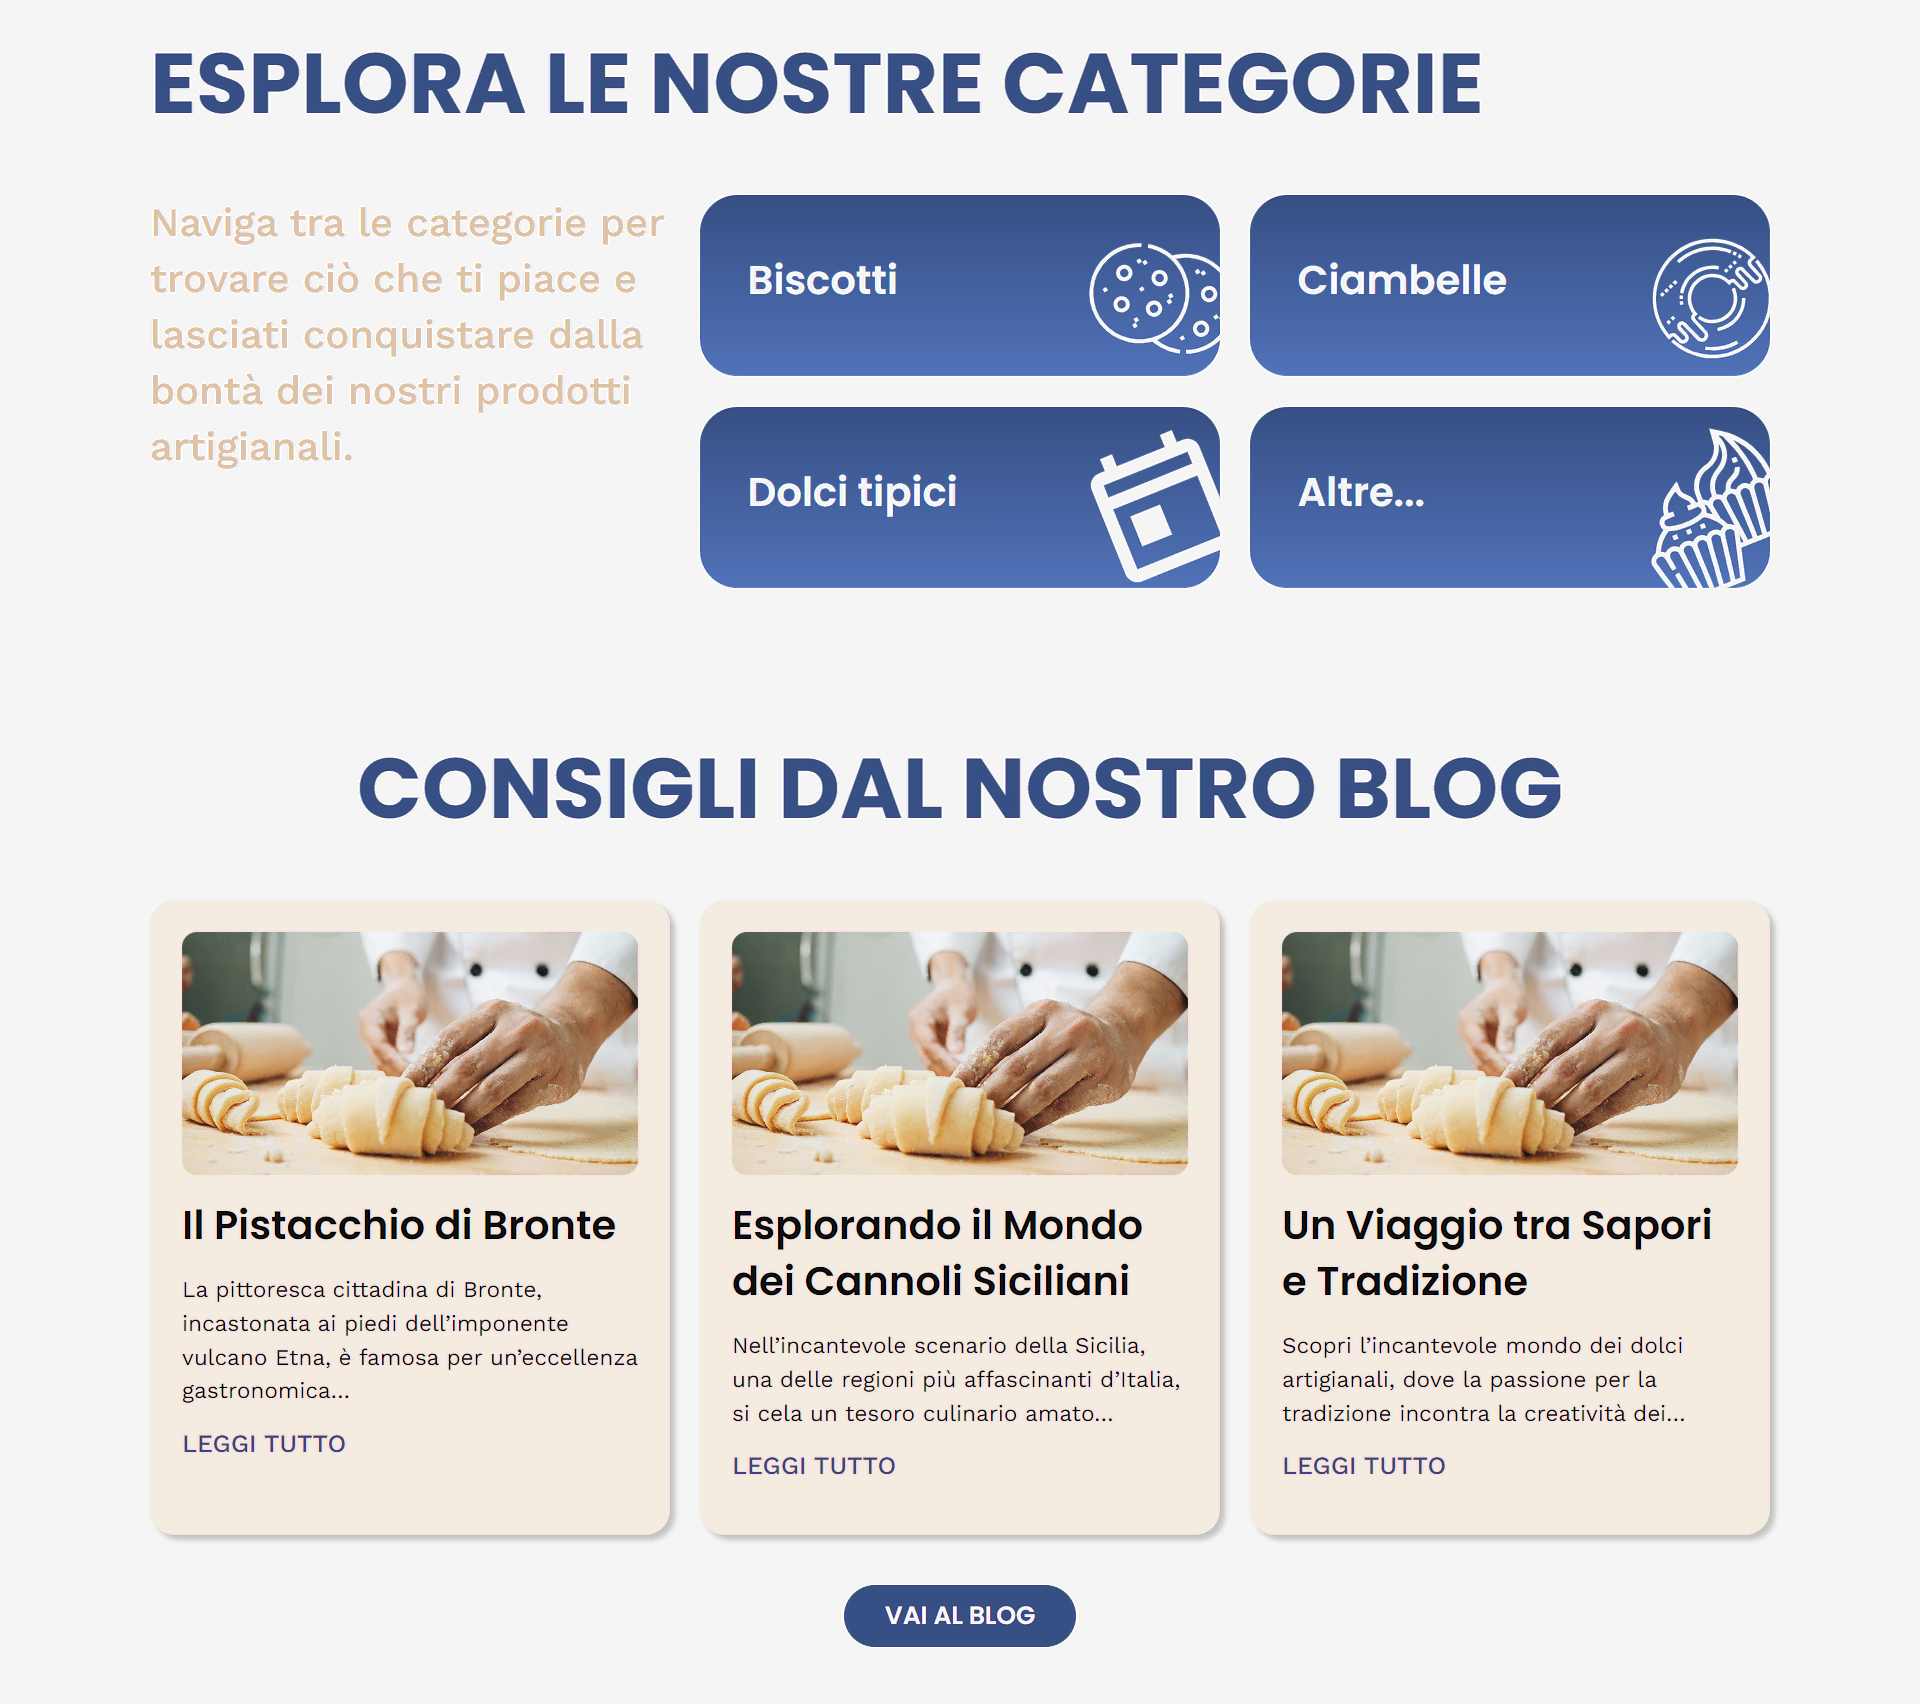 ESPLORA LE NOSTRE CATEGORIE
Naviga tra le categorie per
trovare ciò che ti piace e
lasciati conquistare dalla
bontà dei nostri prodotti
artigianali.
Biscotti
Ciambelle
Dolci tipici
Altre...
CONSIGLI DAL NOSTRO BLOG
Il Pistacchio di Bronte
La pittoresca cittadina di Bronte,
incastonata ai piedi dell’imponente
vulcano Etna, è famosa per un’eccellenza
gastronomica...
LEGGI TUTTO
Esplorando il Mondo
dei Cannoli Siciliani
Nell’incantevole scenario della Sicilia,
una delle regioni più affascinanti d’Italia,
si cela un tesoro culinario amato...
LEGGI TUTTO
Un Viaggio tra Sapori
e Tradizione
Scopri l’incantevole mondo dei dolci
artigianali, dove la passione per la
tradizione incontra la creatività dei...
LEGGI TUTTO
VAI AL BLOG